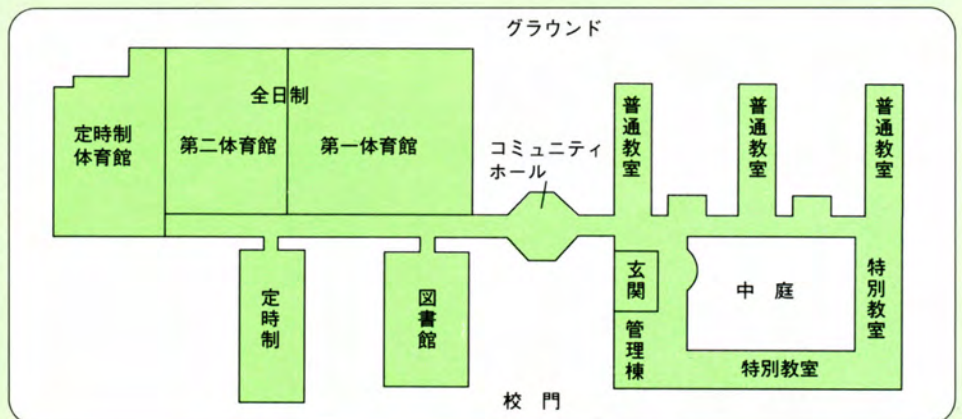 グラウンド
全日制
定時制
体育館
第二体育館
第一体育館
コミュニティ
ホール
普通教室
普通教室
普通教室
玄関
管理棟
中庭
特別教室
特別教室
定時制
図書館
校門